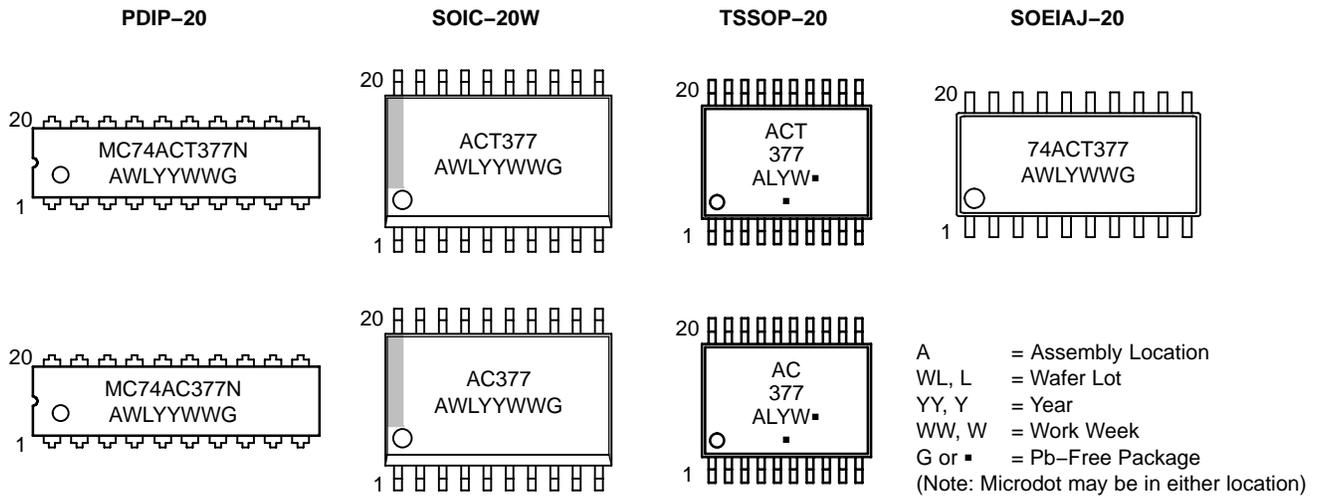 PDIP−20
SOIC−20W
TSSOP−20
SOEIAJ−20
20
MC74ACT377N
AWLYYWWG
1
20
ACT377
AWLYYWWG
1
20
ACT
377
ALYW▪
▪
1
20
74ACT377
AWLYWWG
1
20
MC74AC377N
AWLYYWWG
1
20
AC377
AWLYYWWG
1
20
AC
377
ALYW▪
▪
1
A = Assembly Location
WL, L = Wafer Lot
YY, Y = Year
WW, W = Work Week
G or ▪ = Pb−Free Package
(Note: Microdot may be in either location)